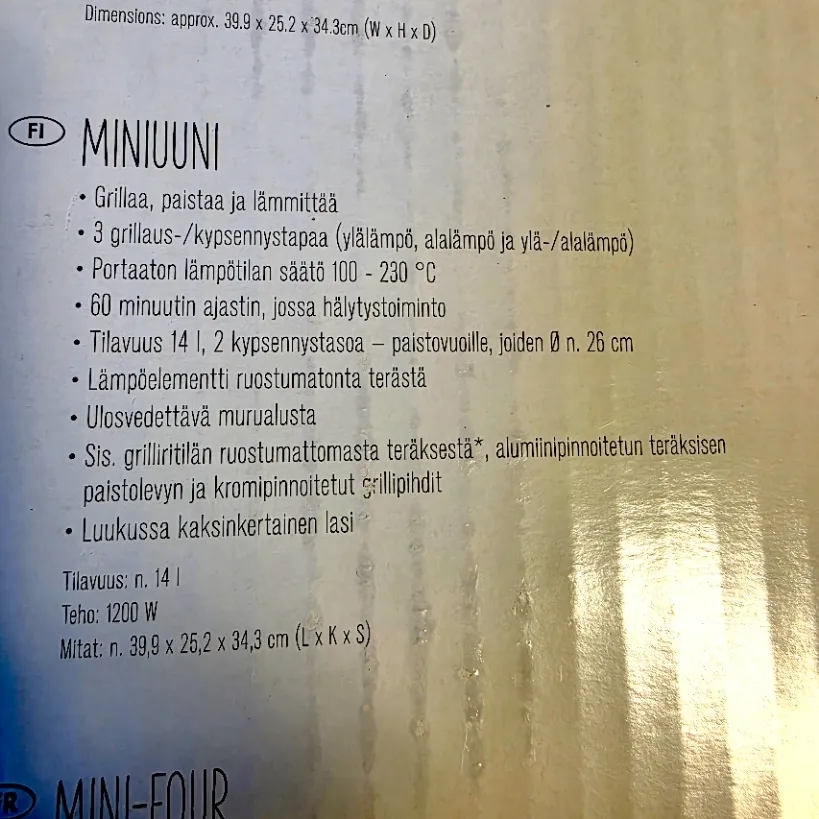 Dimensions: approx. 39.9 x 25.2 x 34.3cm (W x H x D)
FI MINIUUNI
• Grillaa, paistaa ja lämmittää
• 3 grillaus-/kypsennystapaa (ylälämpö, alalämpö ja ylä-/alalämpö)
• Portaaton lämpötilan säätö 100 - 230 °C
• 60 minuutin ajastin, jossa hälytystoiminto
• Tilavuus 14 l, 2 kypsennystasoa – paistovuoille, joiden Ø n. 26 cm
• Lämpöelementti ruostumatonta terästä
• Ulosvedettävä murualusta
• Sis. grilliritilän ruostumattomasta teräksestä*, alumiinipinnoitetun teräksisen
paistolevyn ja kromipinnoitetut grillipihdit
• Luukussa kaksinkertainen lasi
Tilavuus: n. 14 l
Teho: 1200 W
Mitat: n. 39,9 x 25,2 x 34,3 cm (L x K x S)
FR MINI-FOUR